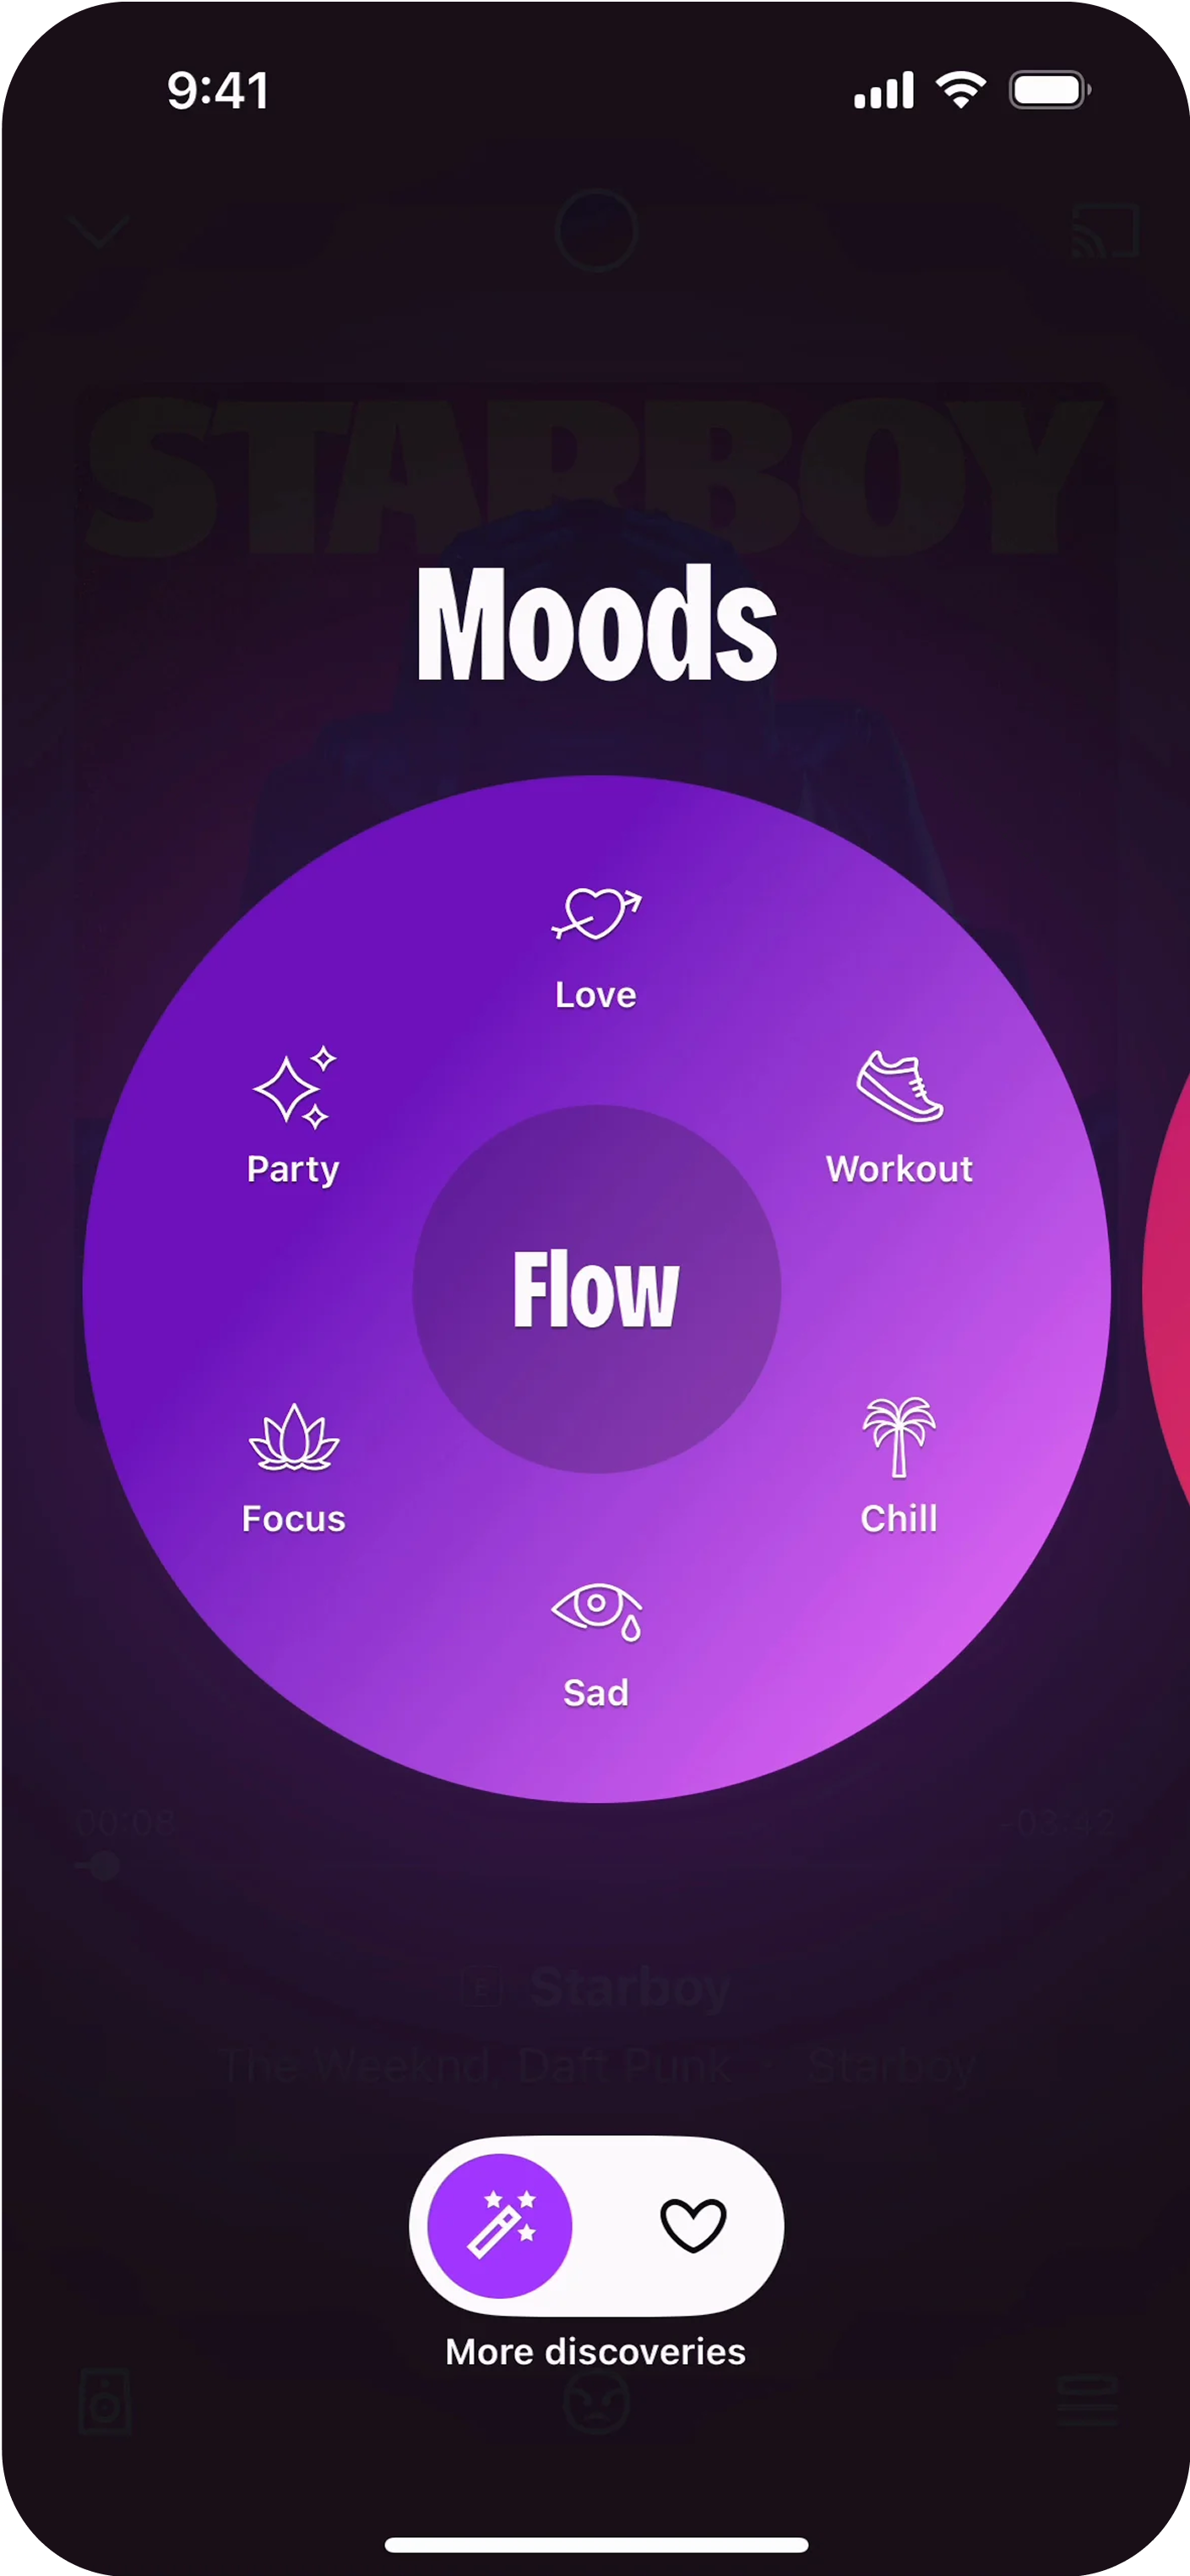 9:41
STARBOY
Moods
Love
Party
Workout
Flow
Focus
Chill
Sad
00:08 -03:42
E Starboy
The Weeknd, Daft Punk · Starboy
More discoveries